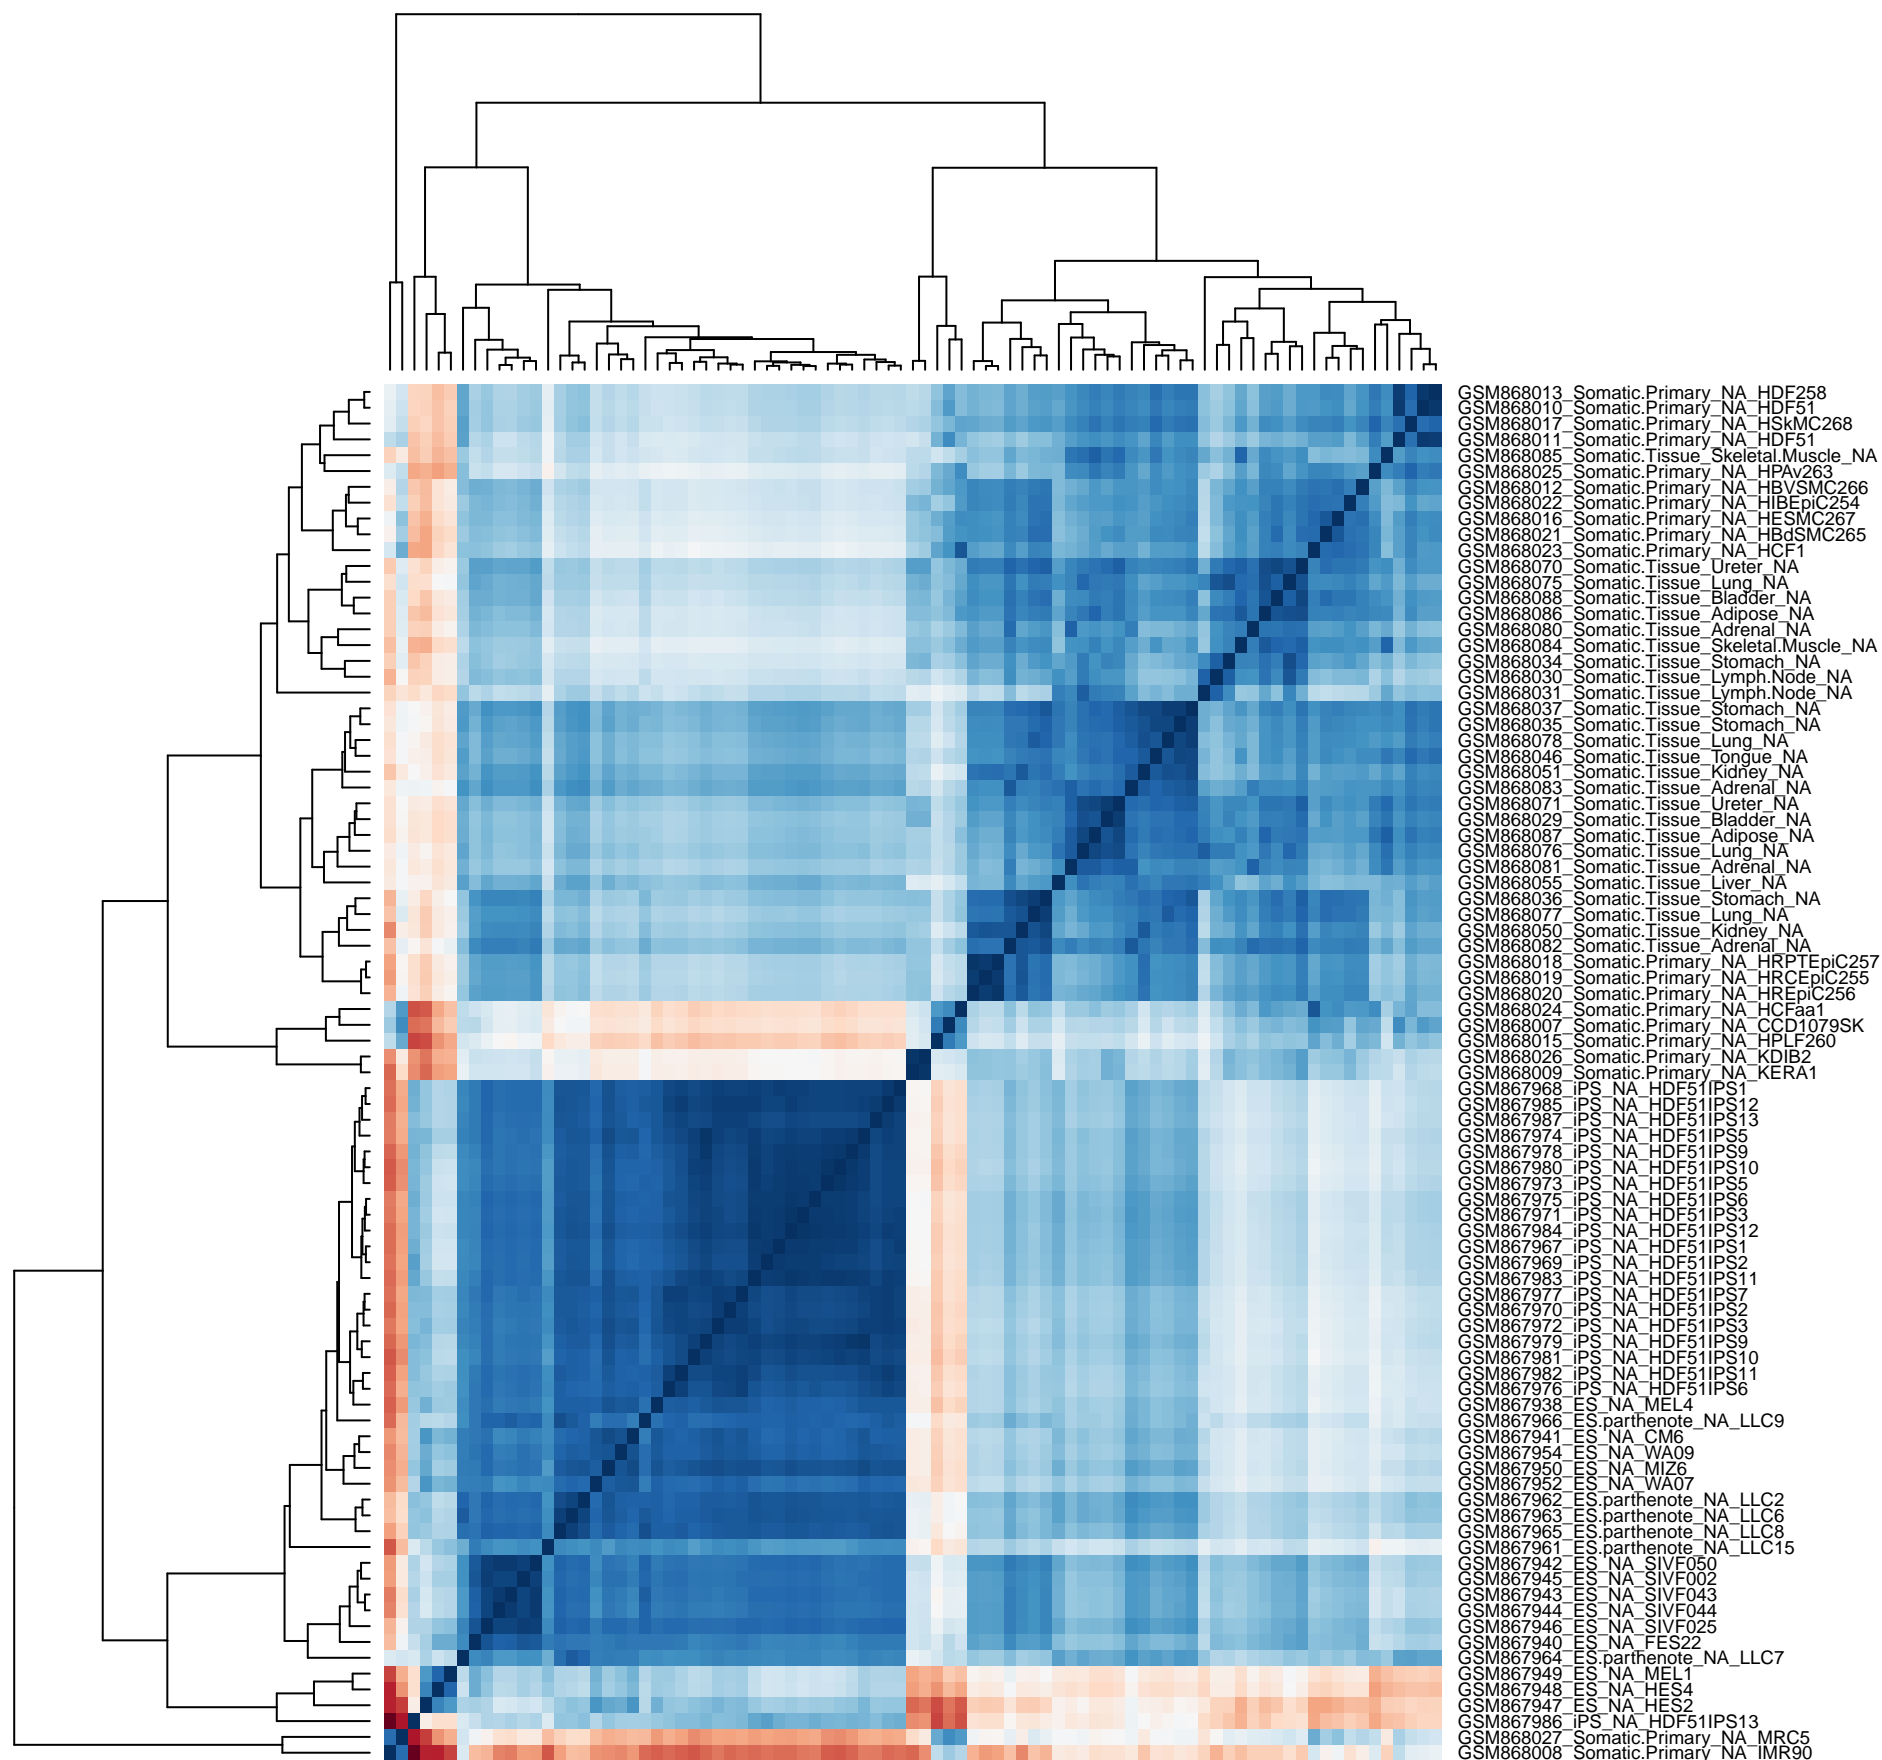 GSM868013_Somatic.Primary_NA_HDF258
GSM868010_Somatic.Primary_NA_HDF51
GSM868017_Somatic.Primary_NA_HSkMC268
GSM868011_Somatic.Primary_NA_HDF51
GSM868085_Somatic.Tissue_Skeletal.Muscle_NA
GSM868025_Somatic.Primary_NA_HPAv263
GSM868012_Somatic.Primary_NA_HBVSMC266
GSM868022_Somatic.Primary_NA_HIBEpiC254
GSM868016_Somatic.Primary_NA_HESMC267
GSM868021_Somatic.Primary_NA_HBdSMC265
GSM868023_Somatic.Primary_NA_HCF1
GSM868070_Somatic.Tissue_Ureter_NA
GSM868075_Somatic.Tissue_Lung_NA
GSM868088_Somatic.Tissue_Bladder_NA
GSM868086_Somatic.Tissue_Adipose_NA
GSM868080_Somatic.Tissue_Adrenal_NA
GSM868084_Somatic.Tissue_Skeletal.Muscle_NA
GSM868034_Somatic.Tissue_Stomach_NA
GSM868030_Somatic.Tissue_Lymph.Node_NA
GSM868031_Somatic.Tissue_Lymph.Node_NA
GSM868037_Somatic.Tissue_Stomach_NA
GSM868035_Somatic.Tissue_Stomach_NA
GSM868078_Somatic.Tissue_Lung_NA
GSM868046_Somatic.Tissue_Tongue_NA
GSM868051_Somatic.Tissue_Kidney_NA
GSM868083_Somatic.Tissue_Adrenal_NA
GSM868071_Somatic.Tissue_Ureter_NA
GSM868029_Somatic.Tissue_Bladder_NA
GSM868087_Somatic.Tissue_Adipose_NA
GSM868076_Somatic.Tissue_Lung_NA
GSM868081_Somatic.Tissue_Adrenal_NA
GSM868055_Somatic.Tissue_Liver_NA
GSM868036_Somatic.Tissue_Stomach_NA
GSM868077_Somatic.Tissue_Lung_NA
GSM868050_Somatic.Tissue_Kidney_NA
GSM868082_Somatic.Tissue_Adrenal_NA
GSM868018_Somatic.Primary_NA_HRPTEpiC257
GSM868019_Somatic.Primary_NA_HRCEpiC255
GSM868020_Somatic.Primary_NA_HREpiC256
GSM868024_Somatic.Primary_NA_HCFaa1
GSM868007_Somatic.Primary_NA_CCD1079SK
GSM868015_Somatic.Primary_NA_HPLF260
GSM868026_Somatic.Primary_NA_KDIB2
GSM868009_Somatic.Primary_NA_KERA1
GSM867968_iPS_NA_HDF51IPS1
GSM867985_iPS_NA_HDF51IPS12
GSM867987_iPS_NA_HDF51IPS13
GSM867974_iPS_NA_HDF51IPS5
GSM867978_iPS_NA_HDF51IPS9
GSM867980_iPS_NA_HDF51IPS10
GSM867973_iPS_NA_HDF51IPS5
GSM867975_iPS_NA_HDF51IPS6
GSM867971_iPS_NA_HDF51IPS3
GSM867984_iPS_NA_HDF51IPS12
GSM867967_iPS_NA_HDF51IPS1
GSM867969_iPS_NA_HDF51IPS2
GSM867983_iPS_NA_HDF51IPS11
GSM867977_iPS_NA_HDF51IPS7
GSM867970_iPS_NA_HDF51IPS2
GSM867972_iPS_NA_HDF51IPS3
GSM867979_iPS_NA_HDF51IPS9
GSM867981_iPS_NA_HDF51IPS10
GSM867982_iPS_NA_HDF51IPS11
GSM867976_iPS_NA_HDF51IPS6
GSM867938_ES_NA_MEL4
GSM867966_ES.parthenote_NA_LLC9
GSM867941_ES_NA_CM6
GSM867954_ES_NA_WA09
GSM867950_ES_NA_MIZ6
GSM867952_ES_NA_WA07
GSM867962_ES.parthenote_NA_LLC2
GSM867963_ES.parthenote_NA_LLC6
GSM867965_ES.parthenote_NA_LLC8
GSM867961_ES.parthenote_NA_LLC15
GSM867942_ES_NA_SIVF050
GSM867945_ES_NA_SIVF002
GSM867943_ES_NA_SIVF043
GSM867944_ES_NA_SIVF044
GSM867946_ES_NA_SIVF025
GSM867940_ES_NA_FES22
GSM867964_ES.parthenote_NA_LLC7
GSM867949_ES_NA_MEL1
GSM867948_ES_NA_HES4
GSM867947_ES_NA_HES2
GSM867986_iPS_NA_HDF51IPS13
GSM868027_Somatic.Primary_NA_MRC5
GSM868008_Somatic.Primary_NA_IMR90